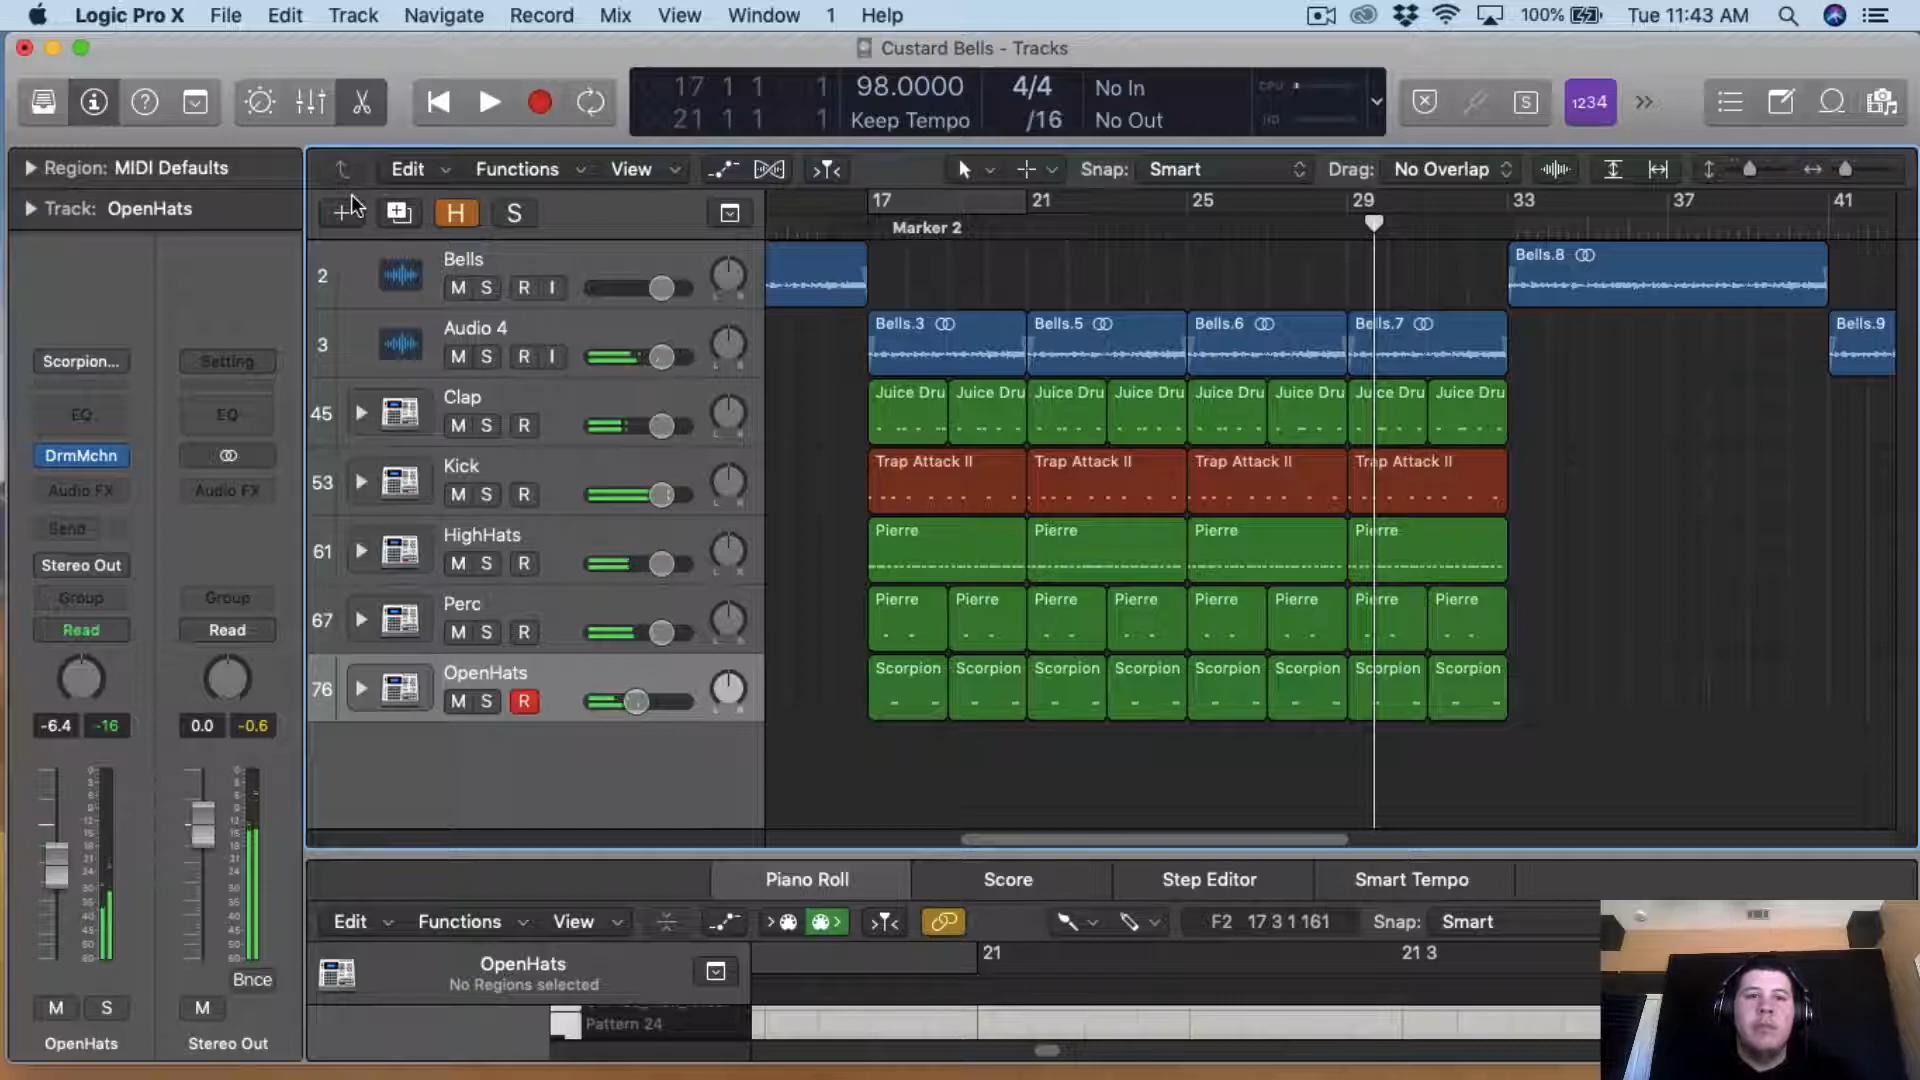 Logic Pro X File Edit Track Navigate Record Mix View Window 1 Help 100% Tue 11:43 AM
Custard Bells - Tracks
17 1 1 1 98.0000 4/4 No In CPU
21 1 1 1 Keep Tempo /16 No Out HD
S 1234
Region: MIDI Defaults
Track: OpenHats
Edit Functions View Snap: Smart Drag: No Overlap
H S
17 21 25 29 33 37 41
Marker 2
2 Bells M S R I
Bells.8
3 Audio 4 M S R I
Bells.3 Bells.5 Bells.6 Bells.7 Bells.9
45 Clap M S R
Juice Dru Juice Dru Juice Dru Juice Dru Juice Dru Juice Dru Juice Dru Juice Dru
53 Kick M S R
Trap Attack II Trap Attack II Trap Attack II Trap Attack II
61 HighHats M S R
Pierre Pierre Pierre Pierre
67 Perc M S R
Pierre Pierre Pierre Pierre Pierre Pierre Pierre Pierre
76 OpenHats M S R
Scorpion Scorpion Scorpion Scorpion Scorpion Scorpion Scorpion Scorpion
Scorpion... Setting
EQ EQ
DrmMchn
Audio FX Audio FX
Send
Stereo Out
Group Group
Read Read
-6.4 -16 0.0 -0.6
Bnce
M S M
OpenHats Stereo Out
Piano Roll Score Step Editor Smart Tempo
Edit Functions View F2 17 3 1 161 Snap: Smart
OpenHats
No Regions selected
21 21 3
Pattern 24